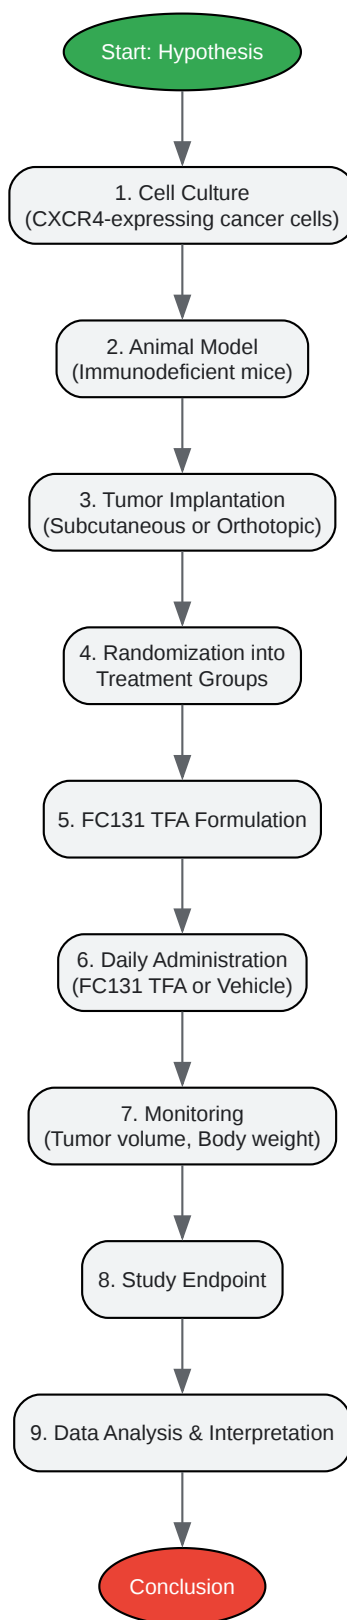 Start: Hypothesis
1. Cell Culture
(CXCR4-expressing cancer cells)
2. Animal Model
(Immunodeficient mice)
3. Tumor Implantation
(Subcutaneous or Orthotopic)
4. Randomization into
Treatment Groups
5. FC131 TFA Formulation
6. Daily Administration
(FC131 TFA or Vehicle)
7. Monitoring
(Tumor volume, Body weight)
8. Study Endpoint
9. Data Analysis & Interpretation
Conclusion